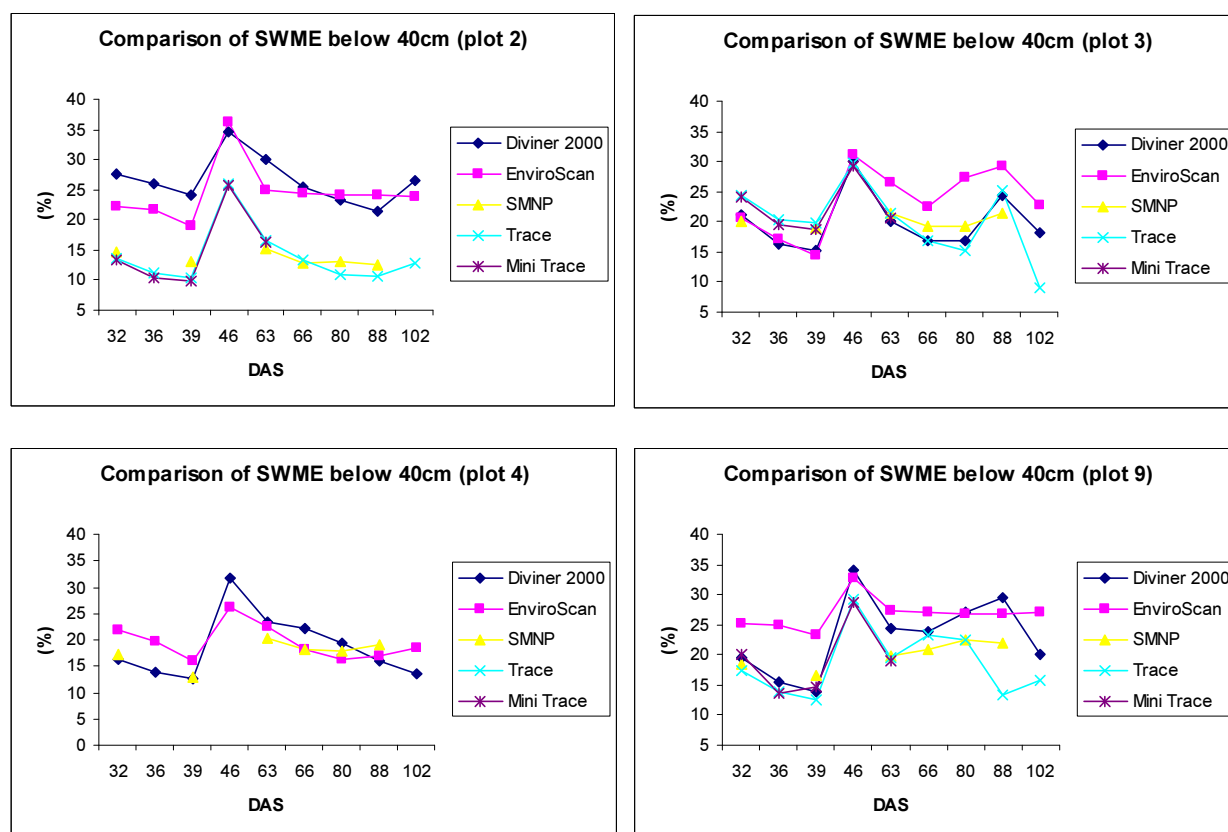 Comparison of SWME below 40cm (plot 2)
40
35
30
25
20
15
10
5
(%)
32 36 39 46 63 66 80 88 102
DAS
Diviner 2000
EnviroScan
SMNP
Trace
Mini Trace
Comparison of SWME below 40cm (plot 3)
40
35
30
25
20
15
10
5
(%)
32 36 39 46 63 66 80 88 102
DAS
Diviner 2000
EnviroScan
SMNP
Trace
Mini Trace
Comparison of SWME below 40cm (plot 4)
40
35
30
25
20
15
10
5
0
(%)
32 36 39 46 63 66 80 88 102
DAS
Diviner 2000
EnviroScan
SMNP
Trace
Mini Trace
Comparison of SWME below 40cm (plot 9)
40
35
30
25
20
15
10
5
(%)
32 36 39 46 63 66 80 88 102
DAS
Diviner 2000
EnviroScan
SMNP
Trace
Mini Trace